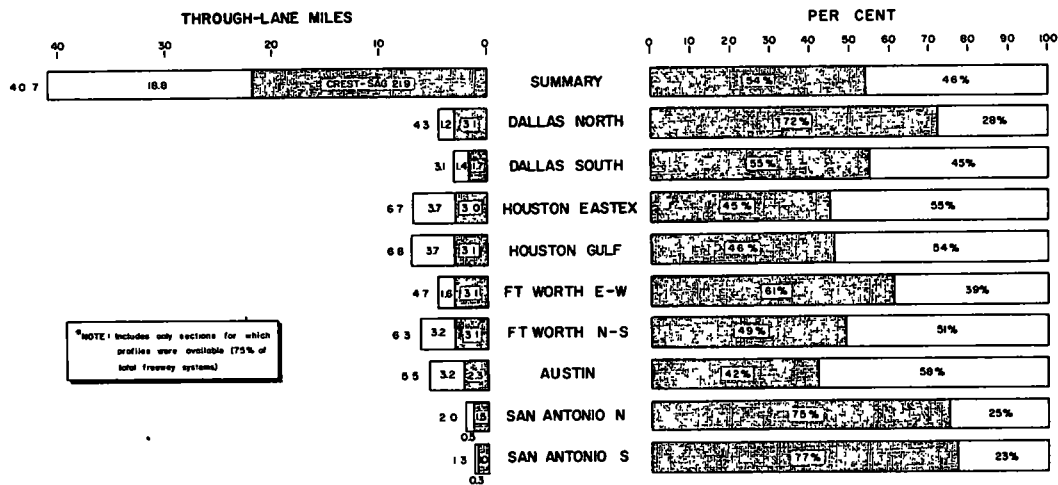 THROUGH-LANE MILES
PER CENT
40 30 20 10 0
0 10 20 30 40 50 60 70 80 90 100
40 7 18.8 CREST-SAG 21.9 SUMMARY 54% 46%
4 3 1.2 3.1 DALLAS NORTH 72% 28%
3.1 1.4 1.7 DALLAS SOUTH 55% 45%
6 7 3.7 3 0 HOUSTON EASTEX 45% 55%
6 8 3.7 3.1 HOUSTON GULF 46% 54%
4 7 1.6 3.1 FT WORTH E-W 61% 39%
6 3 3.2 3.1 FT WORTH N-S 49% 51%
5 5 3.2 2.3 AUSTIN 42% 58%
2 0 1.5 SAN ANTONIO N 75% 25%
0.5
1 3 SAN ANTONIO S 77% 23%
0.3
*NOTE: Includes only sections for which
profiles were available (75% of
total freeway systems)